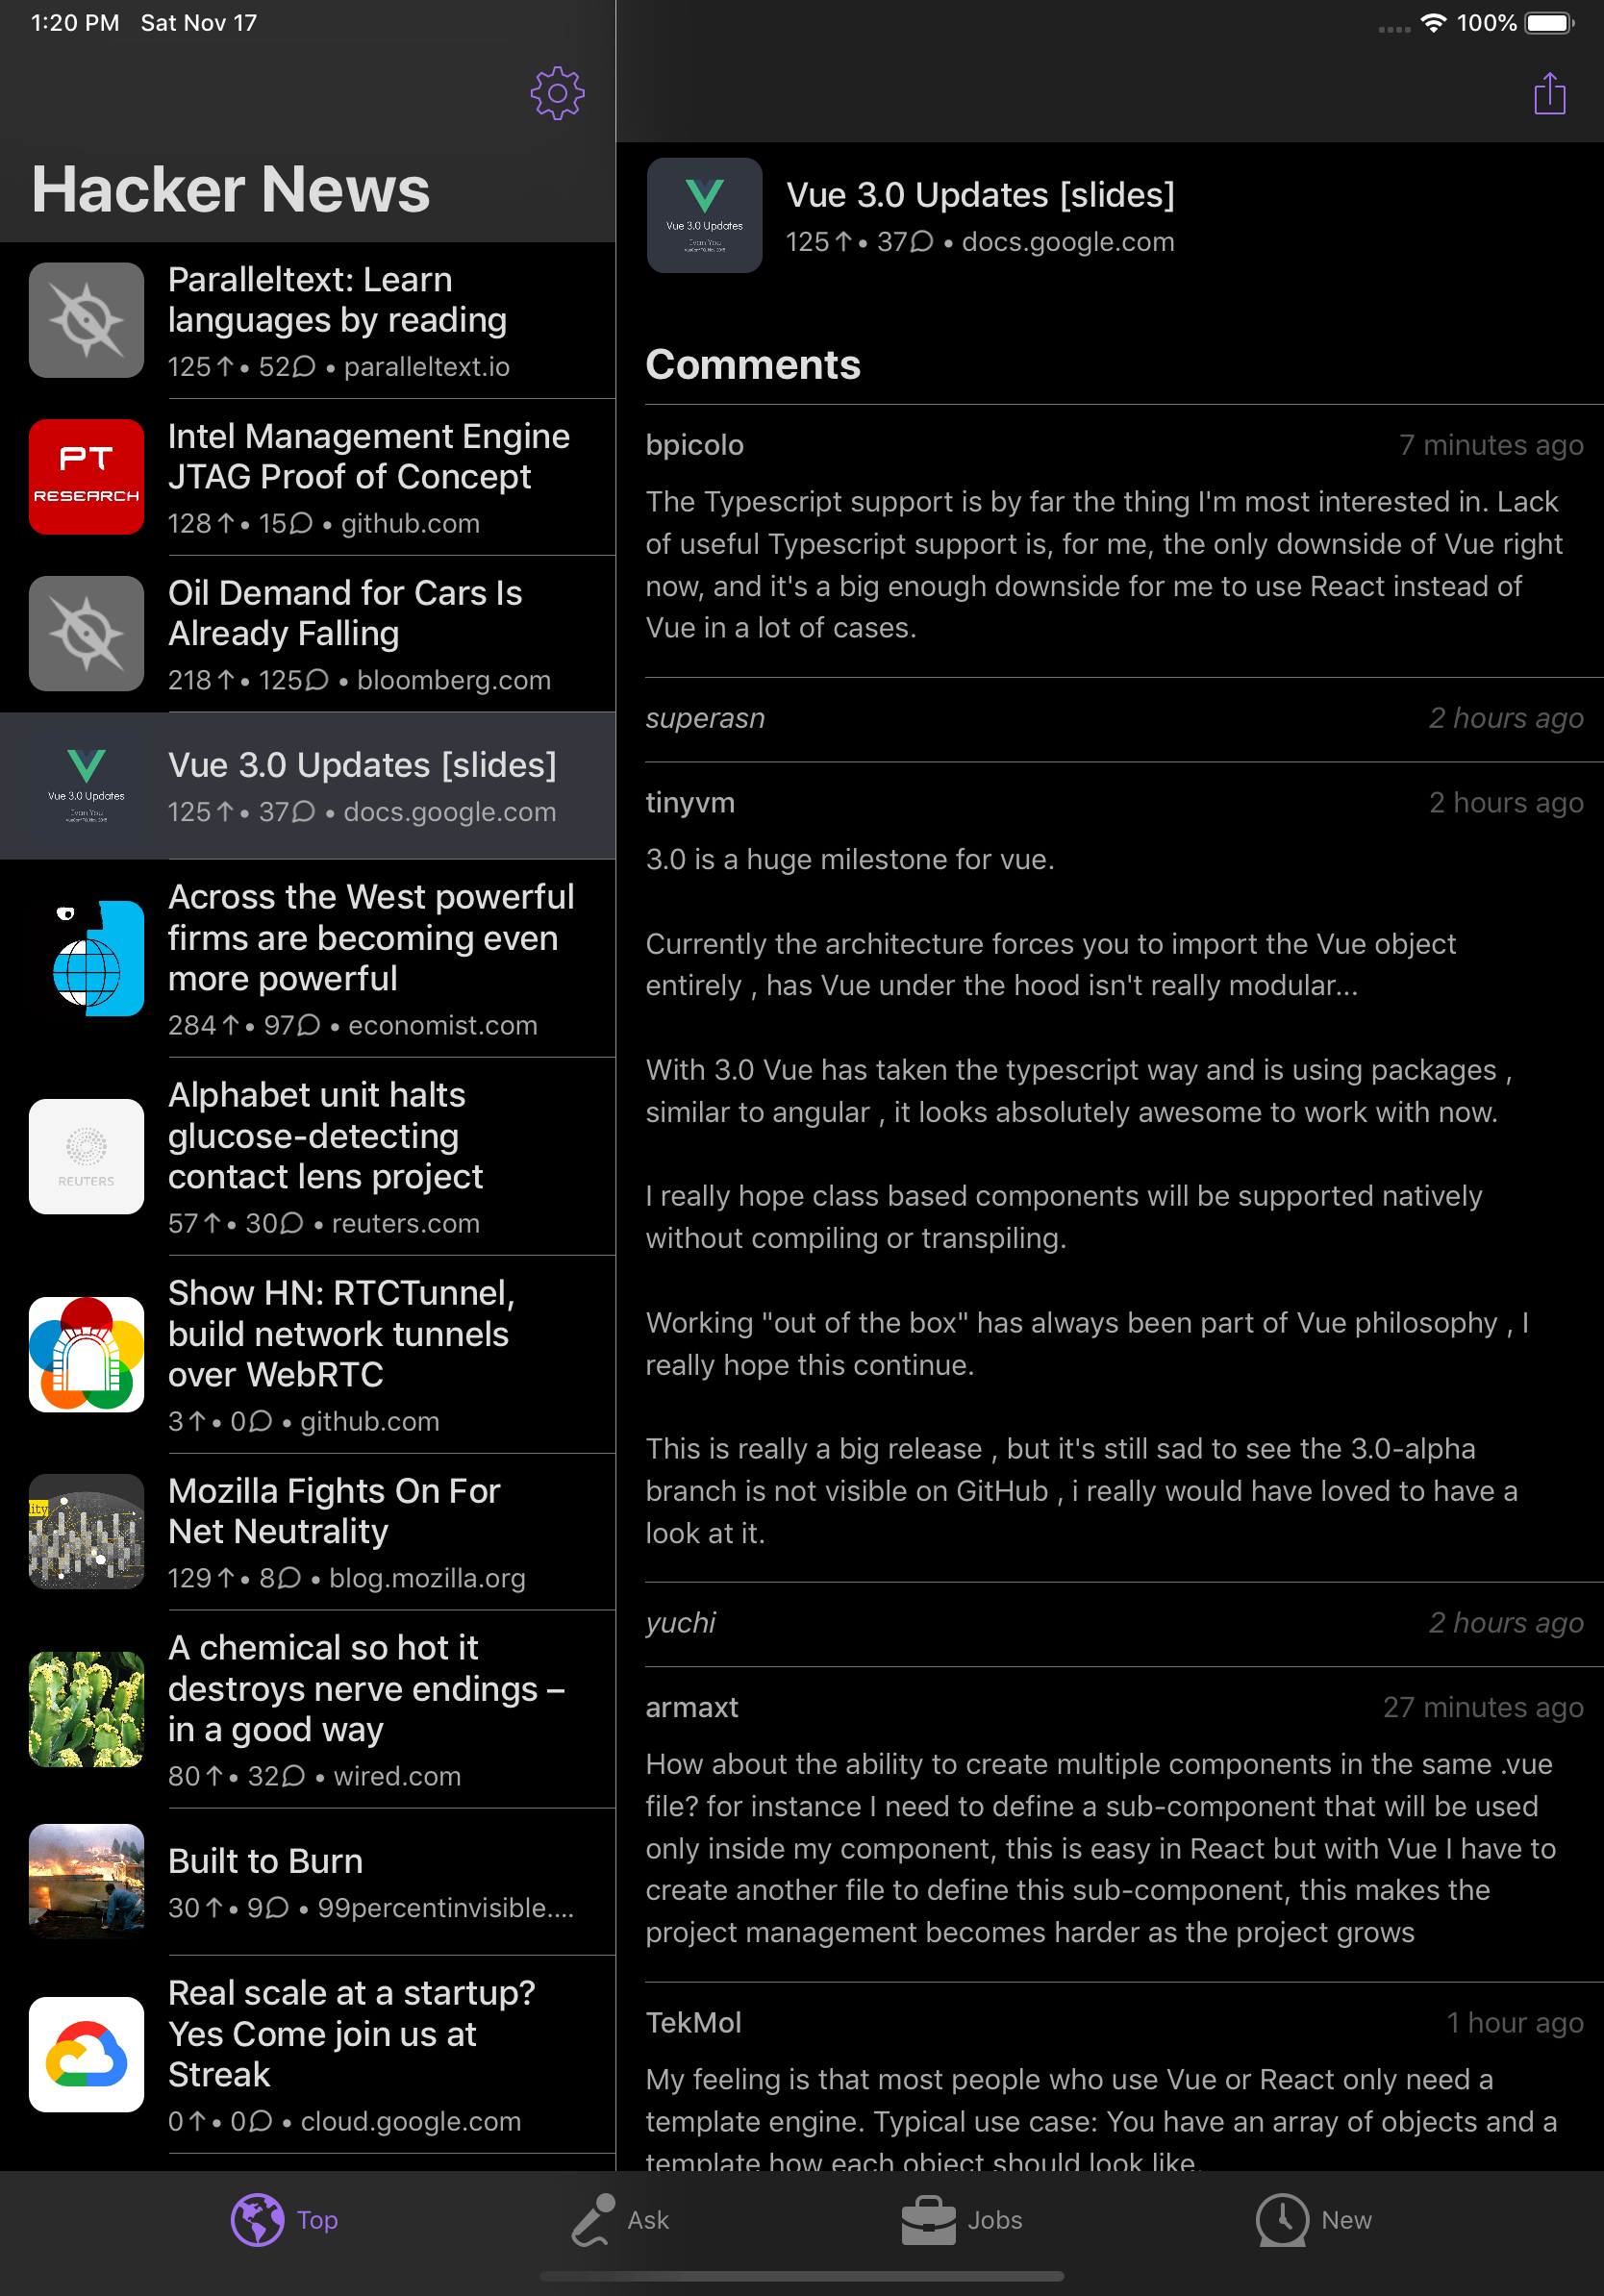 1:20 PM Sat Nov 17
100%
Hacker News
Paralleltext: Learn
languages by reading
125↑ • 52 • paralleltext.io
PT
RESEARCH
Intel Management Engine
JTAG Proof of Concept
128↑ • 15 • github.com
Oil Demand for Cars Is
Already Falling
218↑ • 125 • bloomberg.com
Vue 3.0 Updates
Evan You
Vue 3.0 Updates [slides]
125↑ • 37 • docs.google.com
Across the West powerful
firms are becoming even
more powerful
284↑ • 97 • economist.com
REUTERS
Alphabet unit halts
glucose-detecting
contact lens project
57↑ • 30 • reuters.com
Show HN: RTCTunnel,
build network tunnels
over WebRTC
3↑ • 0 • github.com
ity
Mozilla Fights On For
Net Neutrality
129↑ • 8 • blog.mozilla.org
A chemical so hot it
destroys nerve endings –
in a good way
80↑ • 32 • wired.com
Built to Burn
30↑ • 9 • 99percentinvisible....
Real scale at a startup?
Yes Come join us at
Streak
0↑ • 0 • cloud.google.com
Vue 3.0 Updates
Evan You
Vue 3.0 Updates [slides]
125↑ • 37 • docs.google.com
Comments
bpicolo 7 minutes ago
The Typescript support is by far the thing I'm most interested in. Lack
of useful Typescript support is, for me, the only downside of Vue right
now, and it's a big enough downside for me to use React instead of
Vue in a lot of cases.
superasn 2 hours ago
tinyvm 2 hours ago
3.0 is a huge milestone for vue.
Currently the architecture forces you to import the Vue object
entirely , has Vue under the hood isn't really modular...
With 3.0 Vue has taken the typescript way and is using packages ,
similar to angular , it looks absolutely awesome to work with now.
I really hope class based components will be supported natively
without compiling or transpiling.
Working "out of the box" has always been part of Vue philosophy , I
really hope this continue.
This is really a big release , but it's still sad to see the 3.0-alpha
branch is not visible on GitHub , i really would have loved to have a
look at it.
yuchi 2 hours ago
armaxt 27 minutes ago
How about the ability to create multiple components in the same .vue
file? for instance I need to define a sub-component that will be used
only inside my component, this is easy in React but with Vue I have to
create another file to define this sub-component, this makes the
project management becomes harder as the project grows
TekMol 1 hour ago
My feeling is that most people who use Vue or React only need a
template engine. Typical use case: You have an array of objects and a
template how each object should look like.
Top
Ask
Jobs
New